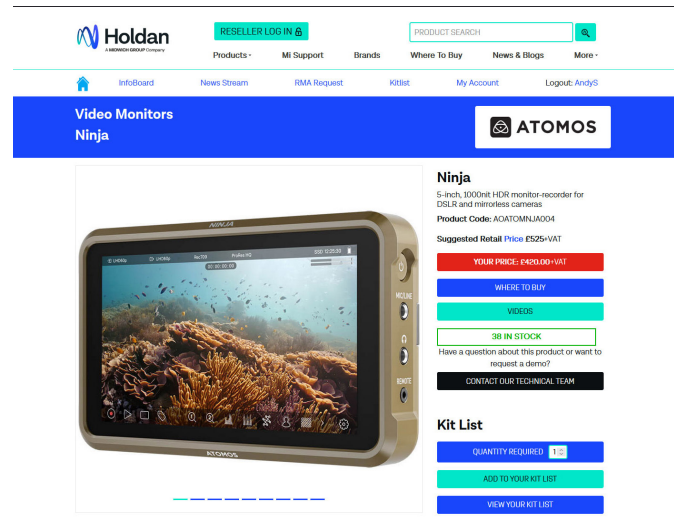 Holdan
A MIDWICH GROUP Company
RESELLER LOG IN
PRODUCT SEARCH
Products
Mi Support
Brands
Where To Buy
News & Blogs
More
InfoBoard
News Stream
RMA Request
Kitlist
My Account
Logout: AndyS
Video Monitors
Ninja
ATOMOS
NINJA
UHD60p
UHD60p
Rec709
ProRes HQ
00:00:00:00
MIC/LINE
REMOTE
ATOMOS
Ninja
5-inch, 1000nit HDR monitor-recorder for
DSLR and mirrorless cameras
Product Code: AOATOMNJA004
Suggested Retail Price £525+VAT
YOUR PRICE: £420.00+VAT
WHERE TO BUY
VIDEOS
38 IN STOCK
Have a question about this product or want to
request a demo?
CONTACT OUR TECHNICAL TEAM
Kit List
QUANTITY REQUIRED 1
ADD TO YOUR KIT LIST
VIEW YOUR KIT LIST